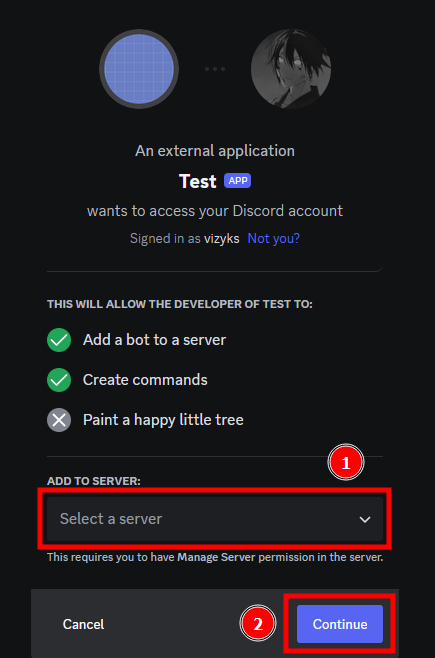 An external application
Test APP
wants to access your Discord account
Signed in as vizyks Not you?
THIS WILL ALLOW THE DEVELOPER OF TEST TO:
Add a bot to a server
Create commands
Paint a happy little tree
1
ADD TO SERVER:
Select a server
This requires you to have Manage Server permission in the server.
Cancel 2 Continue